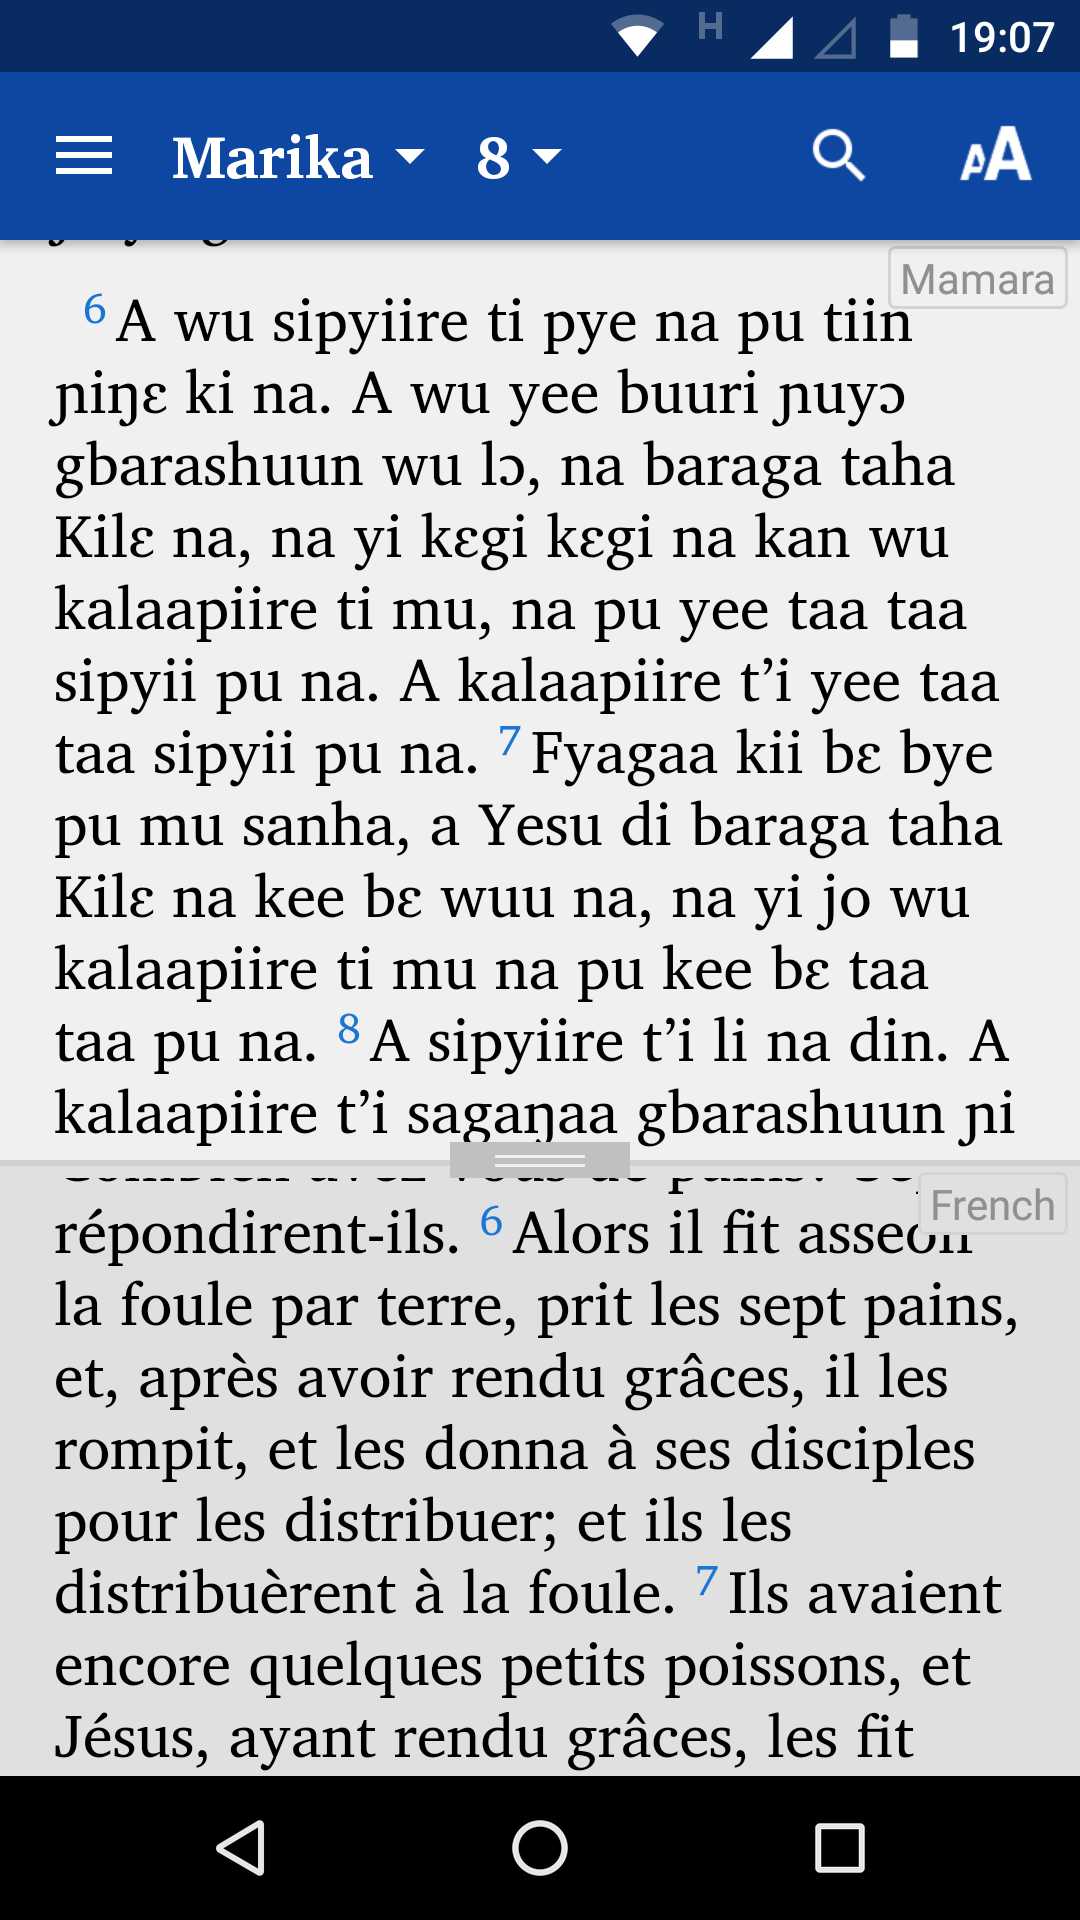 H 19:07
Marika 8
Mamara
6 A wu sipyiire ti pye na pu tiin
ɲiŋɛ ki na. A wu yee buuri ɲuyɔ
gbarashuun wu lɔ, na baraga taha
Kilɛ na, na yi kɛgi kɛgi na kan wu
kalaapiire ti mu, na pu yee taa taa
sipyii pu na. A kalaapiire t’i yee taa
taa sipyii pu na. 7 Fyagaa kii bɛ bye
pu mu sanha, a Yesu di baraga taha
Kilɛ na kee bɛ wuu na, na yi jo wu
kalaapiire ti mu na pu kee bɛ taa
taa pu na. 8 A sipyiire t’i li na din. A
kalaapiire t’i sagaŋaa gbarashuun ɲi
French
répondirent-ils. 6 Alors il fit asseoir
la foule par terre, prit les sept pains,
et, après avoir rendu grâces, il les
rompit, et les donna à ses disciples
pour les distribuer; et ils les
distribuèrent à la foule. 7 Ils avaient
encore quelques petits poissons, et
Jésus, ayant rendu grâces, les fit